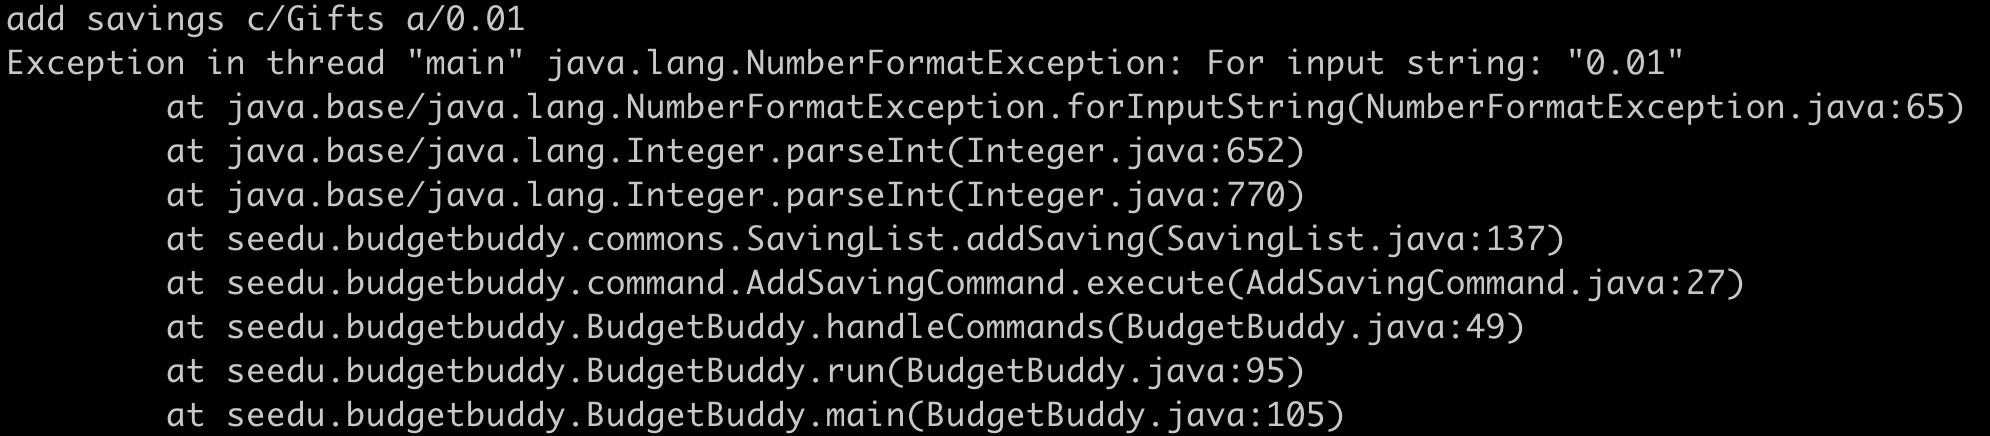 add savings c/Gifts a/0.01
Exception in thread "main" java.lang.NumberFormatException: For input string: "0.01"
        at java.base/java.lang.NumberFormatException.forInputString(NumberFormatException.java:65)
        at java.base/java.lang.Integer.parseInt(Integer.java:652)
        at java.base/java.lang.Integer.parseInt(Integer.java:770)
        at seedu.budgetbuddy.commons.SavingList.addSaving(SavingList.java:137)
        at seedu.budgetbuddy.command.AddSavingCommand.execute(AddSavingCommand.java:27)
        at seedu.budgetbuddy.BudgetBuddy.handleCommands(BudgetBuddy.java:49)
        at seedu.budgetbuddy.BudgetBuddy.run(BudgetBuddy.java:95)
        at seedu.budgetbuddy.BudgetBuddy.main(BudgetBuddy.java:105)